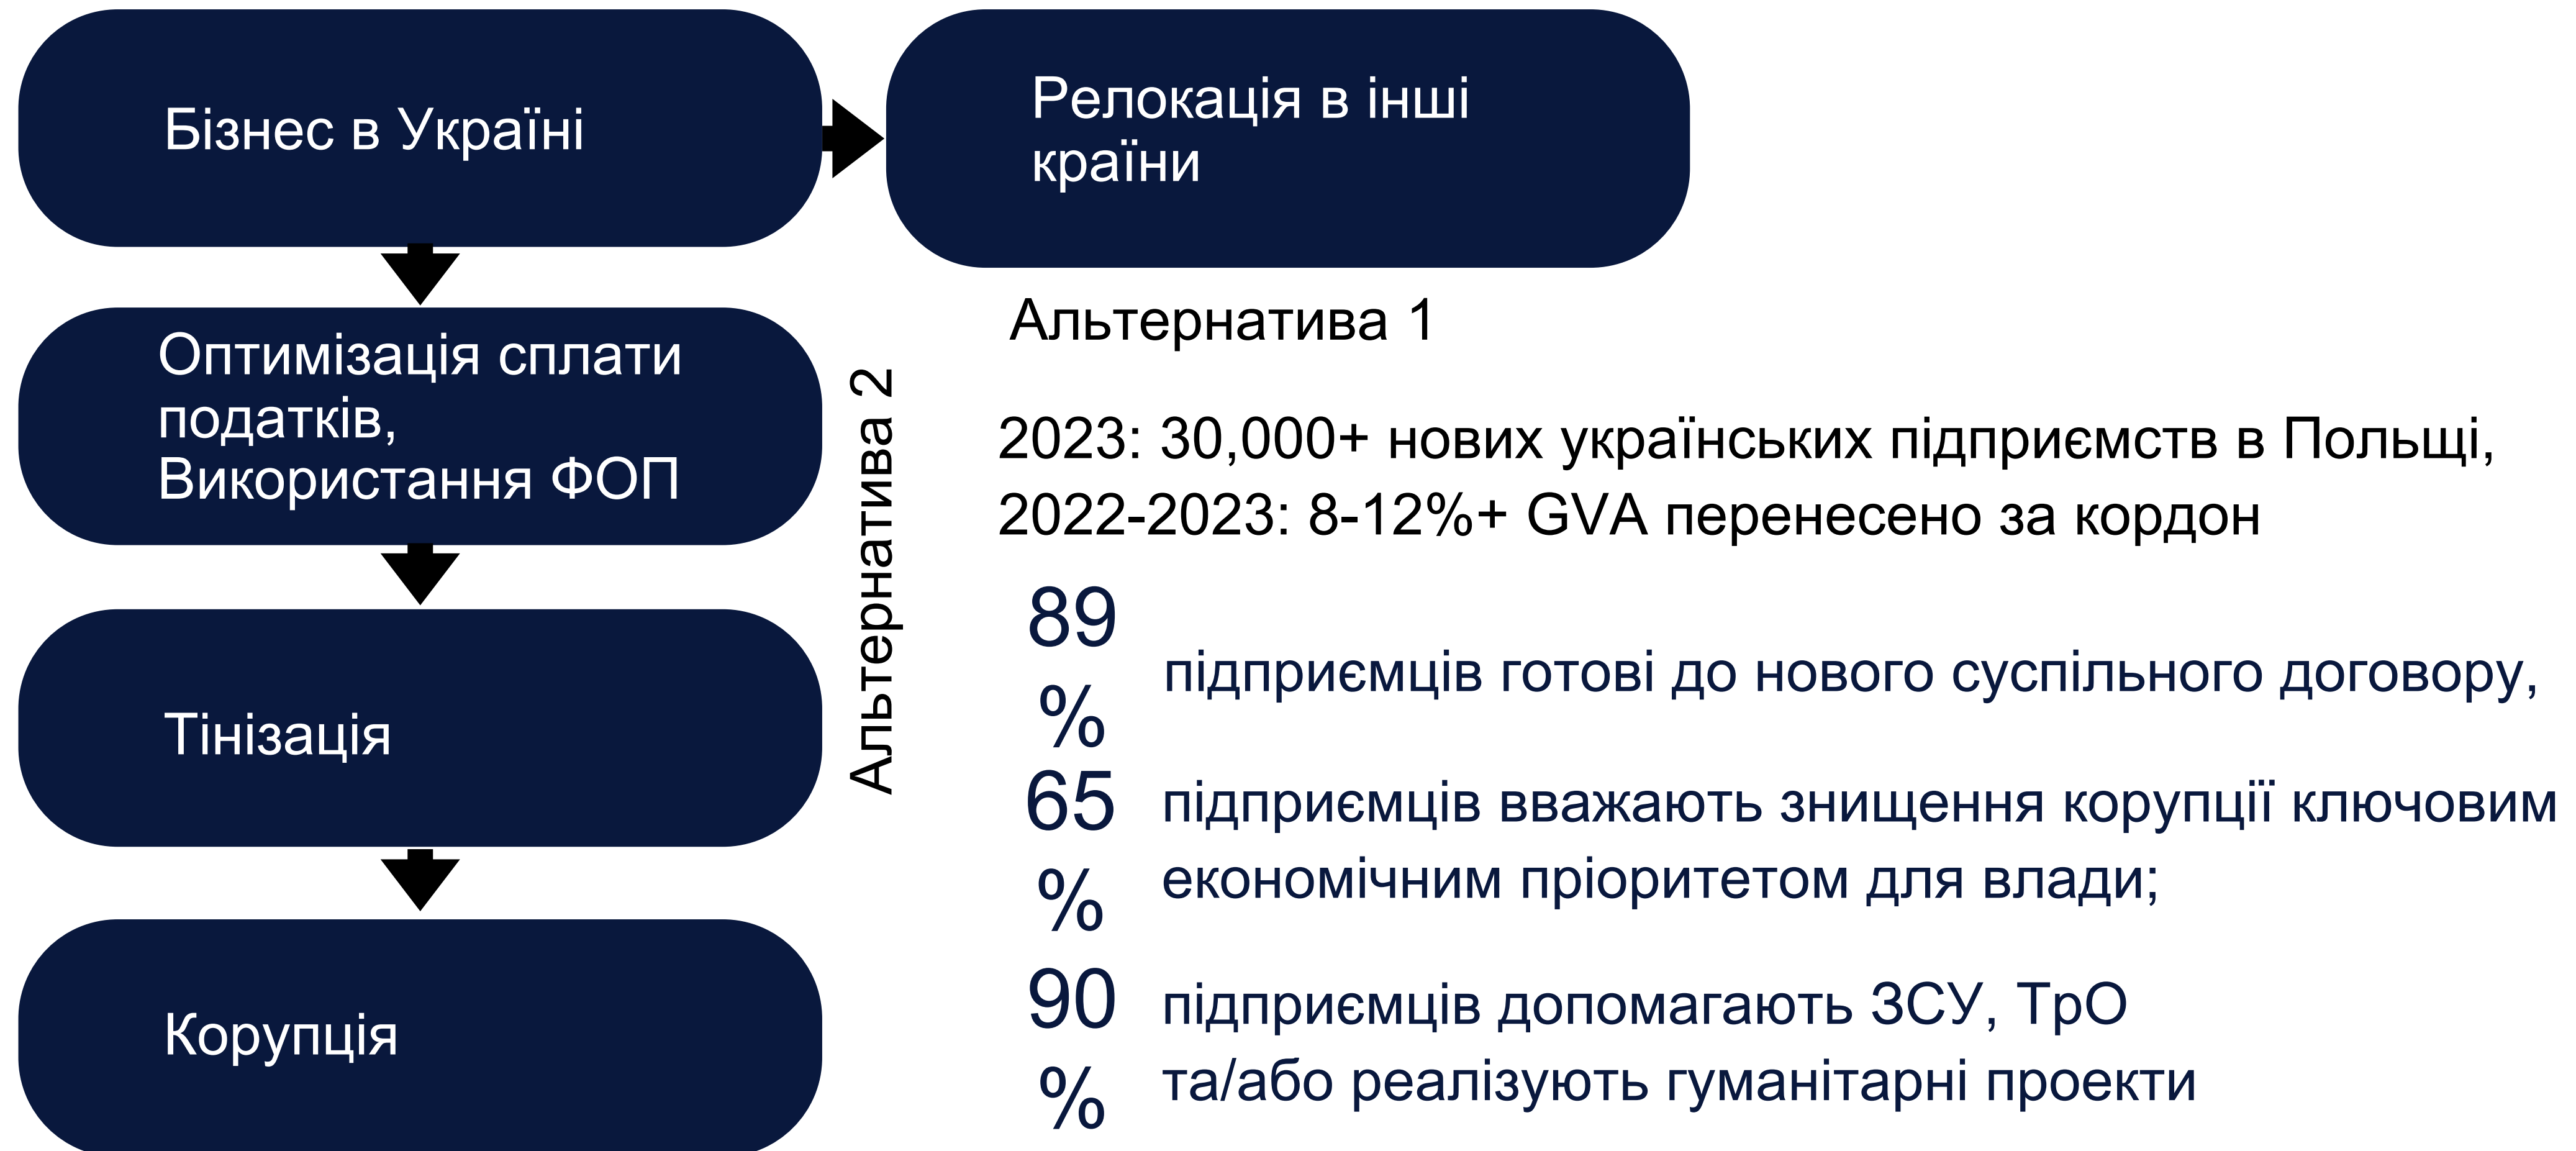 Бізнес в Україні
Релокація в інші
країни
Оптимізація сплати
податків,
Використання ФОП
Тінізація
Корупція
Альтернатива 2
Альтернатива 1
2023: 30,000+ нових українських підприємств в Польщі,
2022-2023: 8-12%+ GVA перенесено за кордон
89
%
підприємців готові до нового суспільного договору,
65
%
підприємців вважають знищення корупції ключовим
економічним пріоритетом для влади;
90
%
підприємців допомагають ЗСУ, ТрО
та/або реалізують гуманітарні проекти